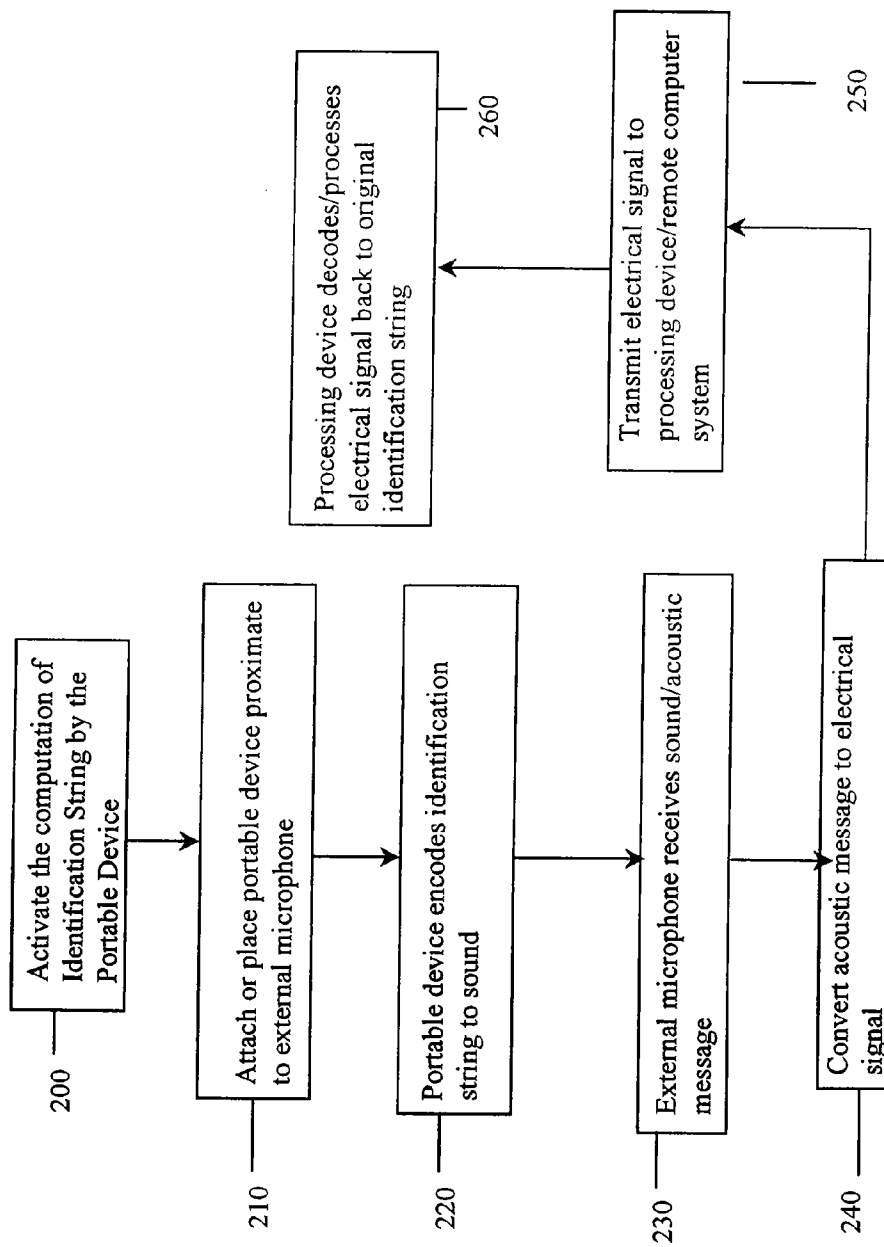 Activate the computation of
Identification String by the
Portable Device
200
Attach or place portable device proximate
to external microphone
210
Portable device encodes identification
string to sound
220
External microphone receives sound/acoustic
message
230
Convert acoustic message to electrical
signal
240
Transmit electrical signal to
processing device/remote computer
system
250
Processing device decodes/processes
electrical signal back to original
identification string
260